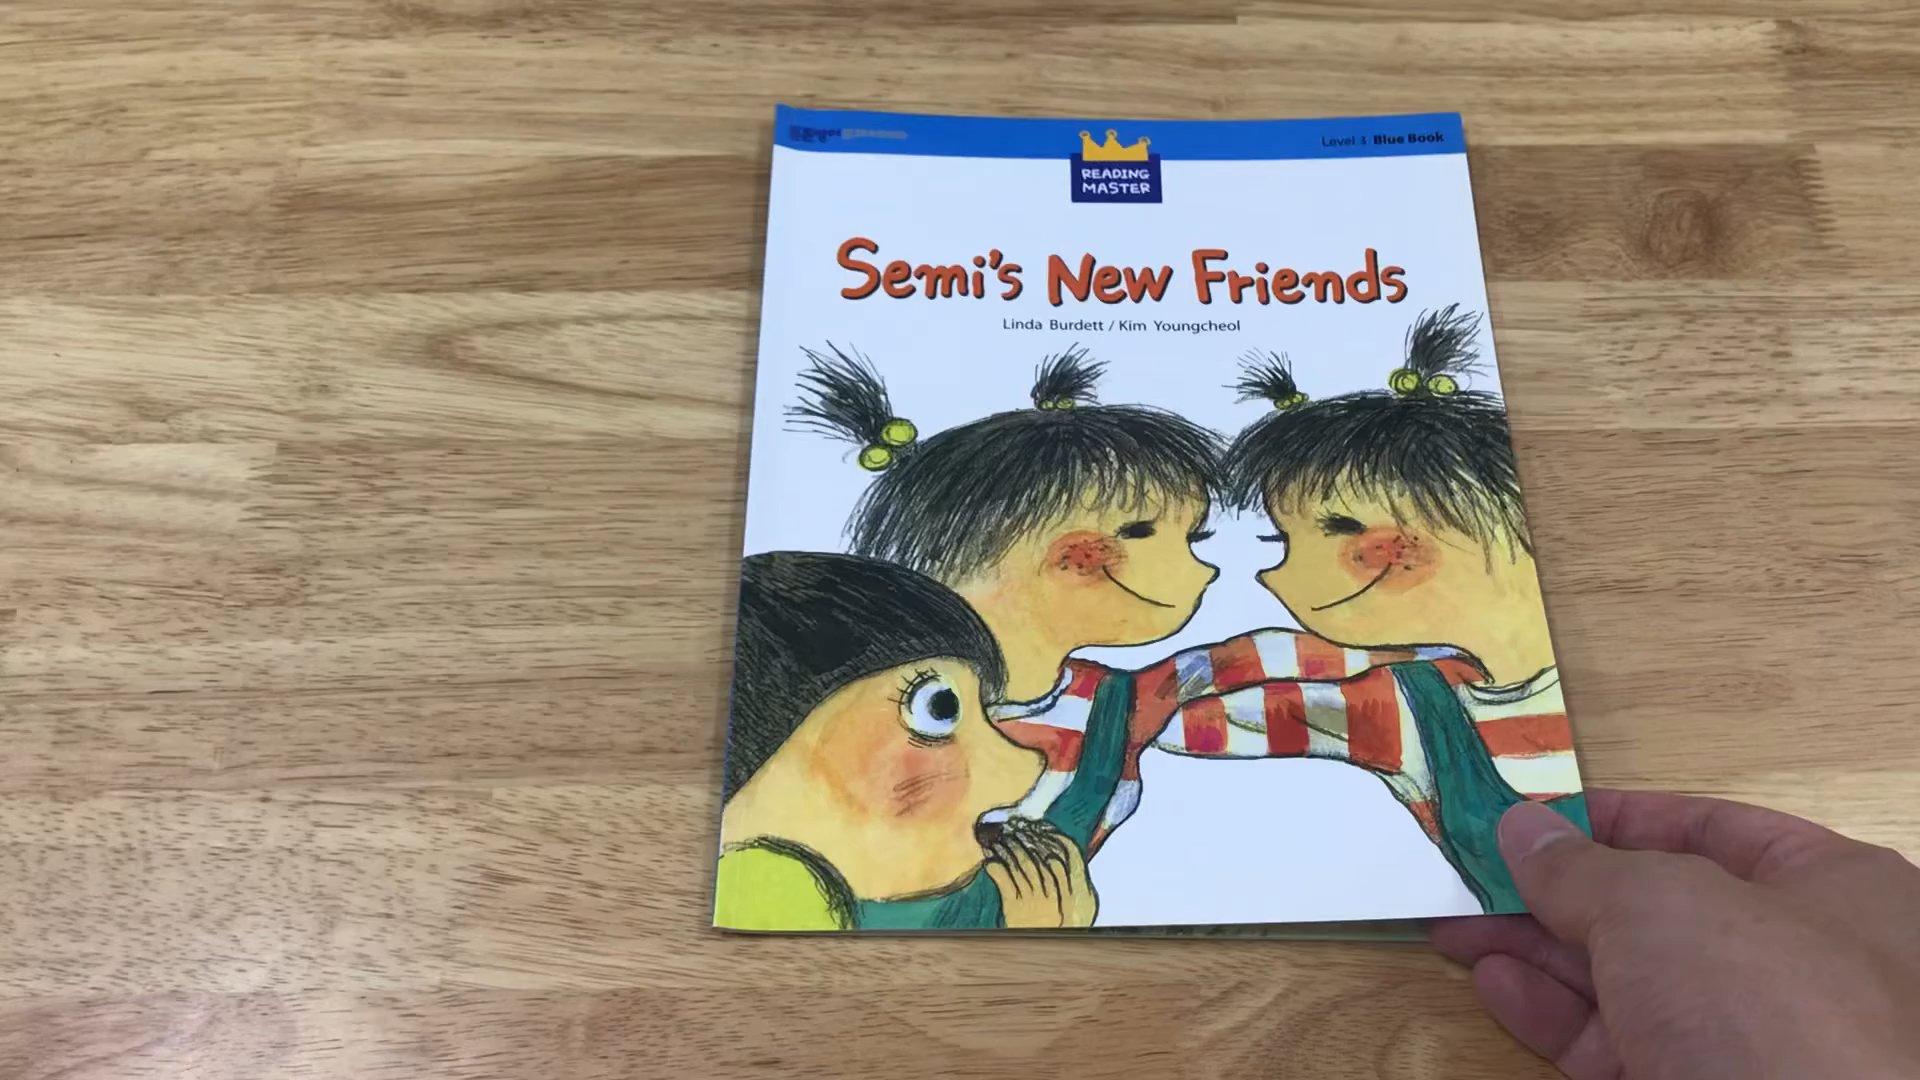 Level 3 Blue Book
READING
MASTER
Semi's New Friends
Linda Burdett / Kim Youngcheol